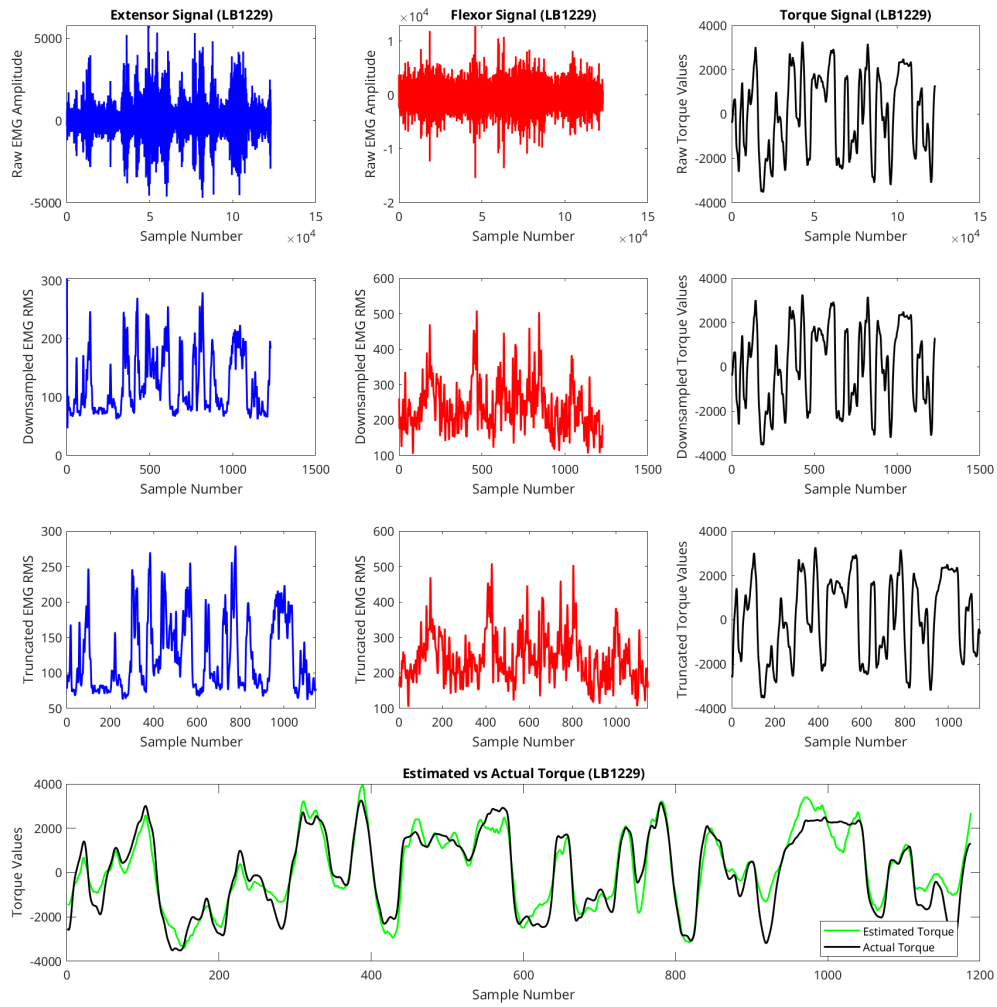 Extensor Signal (LB1229)
5000
0
-5000
Raw EMG Amplitude
0 5 10 15
Sample Number
×10⁴
Flexor Signal (LB1229)
×10⁴
1
0
-1
-2
Raw EMG Amplitude
0 5 10 15
Sample Number
×10⁴
Torque Signal (LB1229)
4000
2000
0
-2000
-4000
Raw Torque Values
0 5 10 15
Sample Number
×10⁴
300
200
100
0
Downsampled EMG RMS
0 500 1000 1500
Sample Number
600
500
400
300
200
100
Downsampled EMG RMS
0 500 1000 1500
Sample Number
4000
2000
0
-2000
-4000
Downsampled Torque Values
0 500 1000 1500
Sample Number
300
250
200
150
100
50
Truncated EMG RMS
0 200 400 600 800 1000
Sample Number
600
500
400
300
200
100
Truncated EMG RMS
0 200 400 600 800 1000
Sample Number
4000
2000
0
-2000
-4000
Truncated Torque Values
0 200 400 600 800 1000
Sample Number
Estimated vs Actual Torque (LB1229)
4000
2000
0
-2000
-4000
Torque Values
0 200 400 600 800 1000 1200
Sample Number
Estimated Torque
Actual Torque